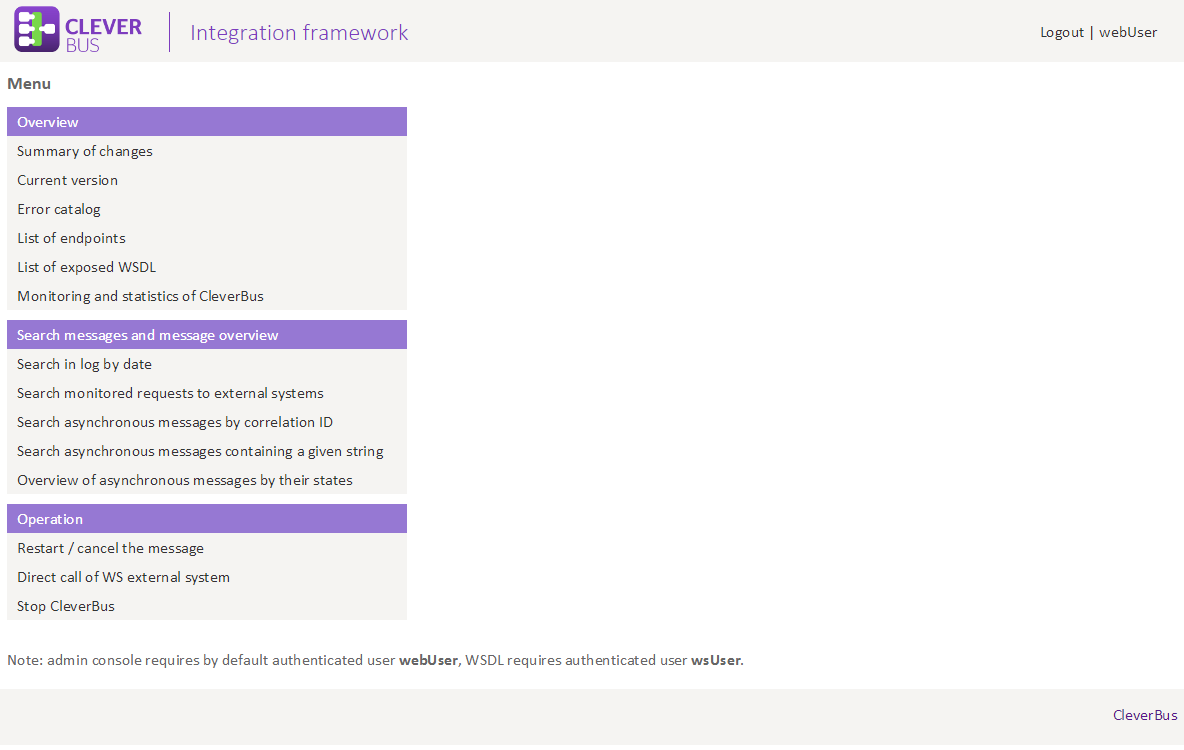 CLEVER
BUS
Integration framework
Logout | webUser
Menu
Overview
Summary of changes
Current version
Error catalog
List of endpoints
List of exposed WSDL
Monitoring and statistics of CleverBus
Search messages and message overview
Search in log by date
Search monitored requests to external systems
Search asynchronous messages by correlation ID
Search asynchronous messages containing a given string
Overview of asynchronous messages by their states
Operation
Restart / cancel the message
Direct call of WS external system
Stop CleverBus
Note: admin console requires by default authenticated user webUser, WSDL requires authenticated user wsUser.
CleverBus